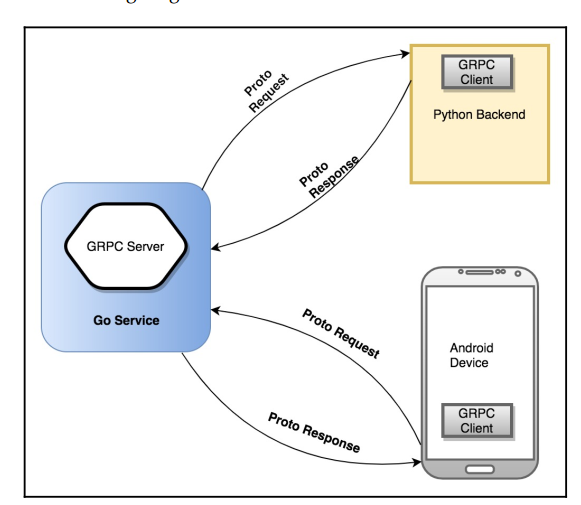 Proto
Request
GRPC
Client
Python Backend
Proto
Response
GRPC Server
Go Service
Proto Request
Android
Device
GRPC
Client
Proto Response